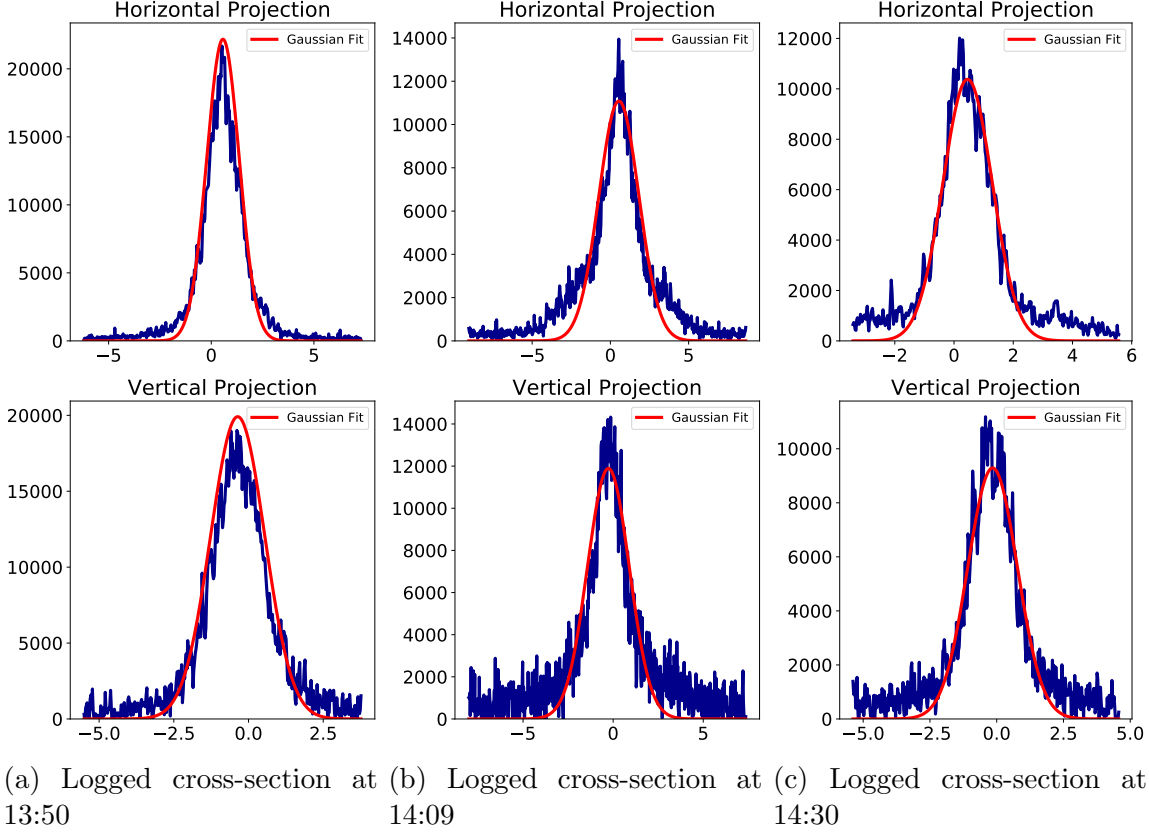 Horizontal Projection
Gaussian Fit
20000
15000
10000
5000
0
−5 0 5
Horizontal Projection
Gaussian Fit
14000
12000
10000
8000
6000
4000
2000
0
−5 0 5
Horizontal Projection
Gaussian Fit
12000
10000
8000
6000
4000
2000
0
−2 0 2 4 6
Vertical Projection
Gaussian Fit
20000
15000
10000
5000
0
−5.0 −2.5 0.0 2.5
Vertical Projection
Gaussian Fit
14000
12000
10000
8000
6000
4000
2000
0
−5 0 5
Vertical Projection
Gaussian Fit
10000
8000
6000
4000
2000
0
−5.0 −2.5 0.0 2.5 5.0
(a) Logged cross-section at
13:50
(b) Logged cross-section at
14:09
(c) Logged cross-section at
14:30